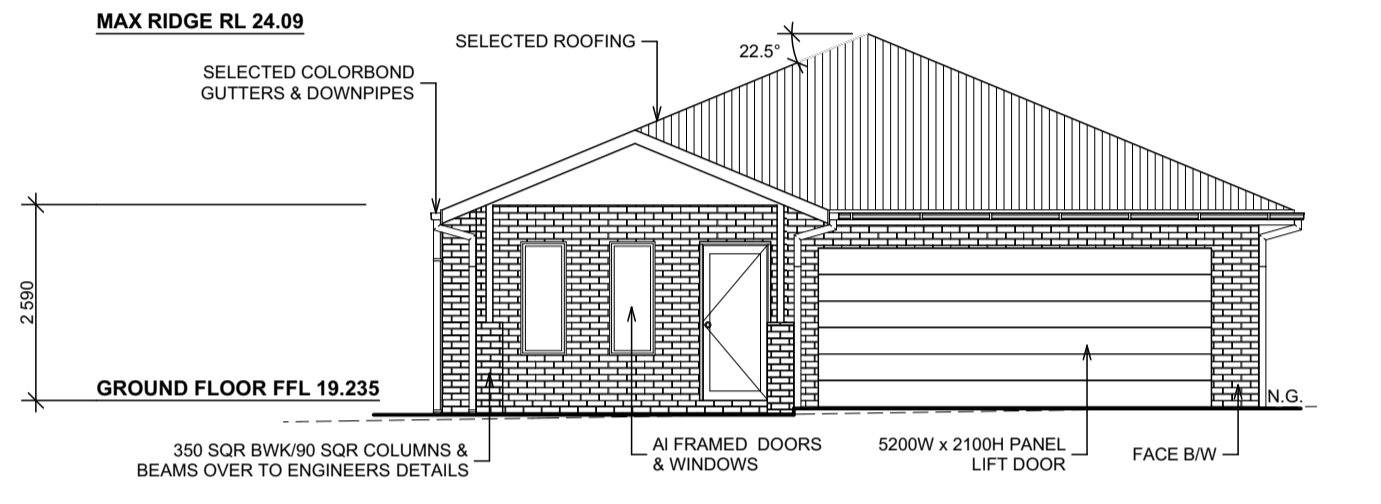 MAX RIDGE RL 24.09
SELECTED ROOFING
22.5°
SELECTED COLORBOND
GUTTERS & DOWNPIPES
2 590
GROUND FLOOR FFL 19.235
N.G.
350 SQR BWK/90 SQR COLUMNS &
BEAMS OVER TO ENGINEERS DETAILS
Al FRAMED DOORS
& WINDOWS
5200W x 2100H PANEL
LIFT DOOR
FACE B/W